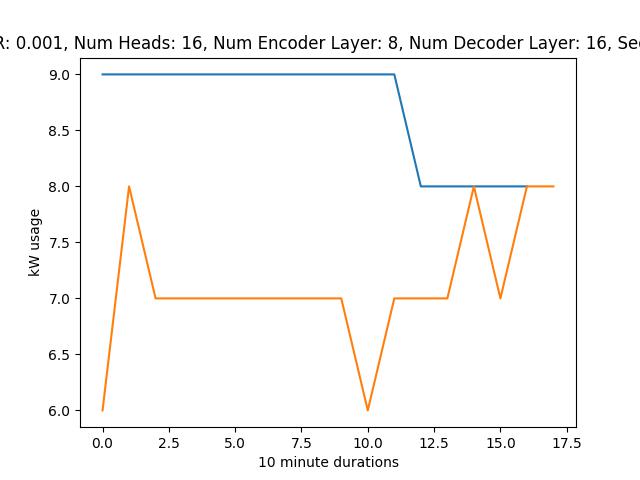 R: 0.001, Num Heads: 16, Num Encoder Layer: 8, Num Decoder Layer: 16,
9.0
8.5
8.0
7.5
7.0
6.5
6.0
kW usage
0.0 2.5 5.0 7.5 10.0 12.5 15.0 17.5
10 minute durations